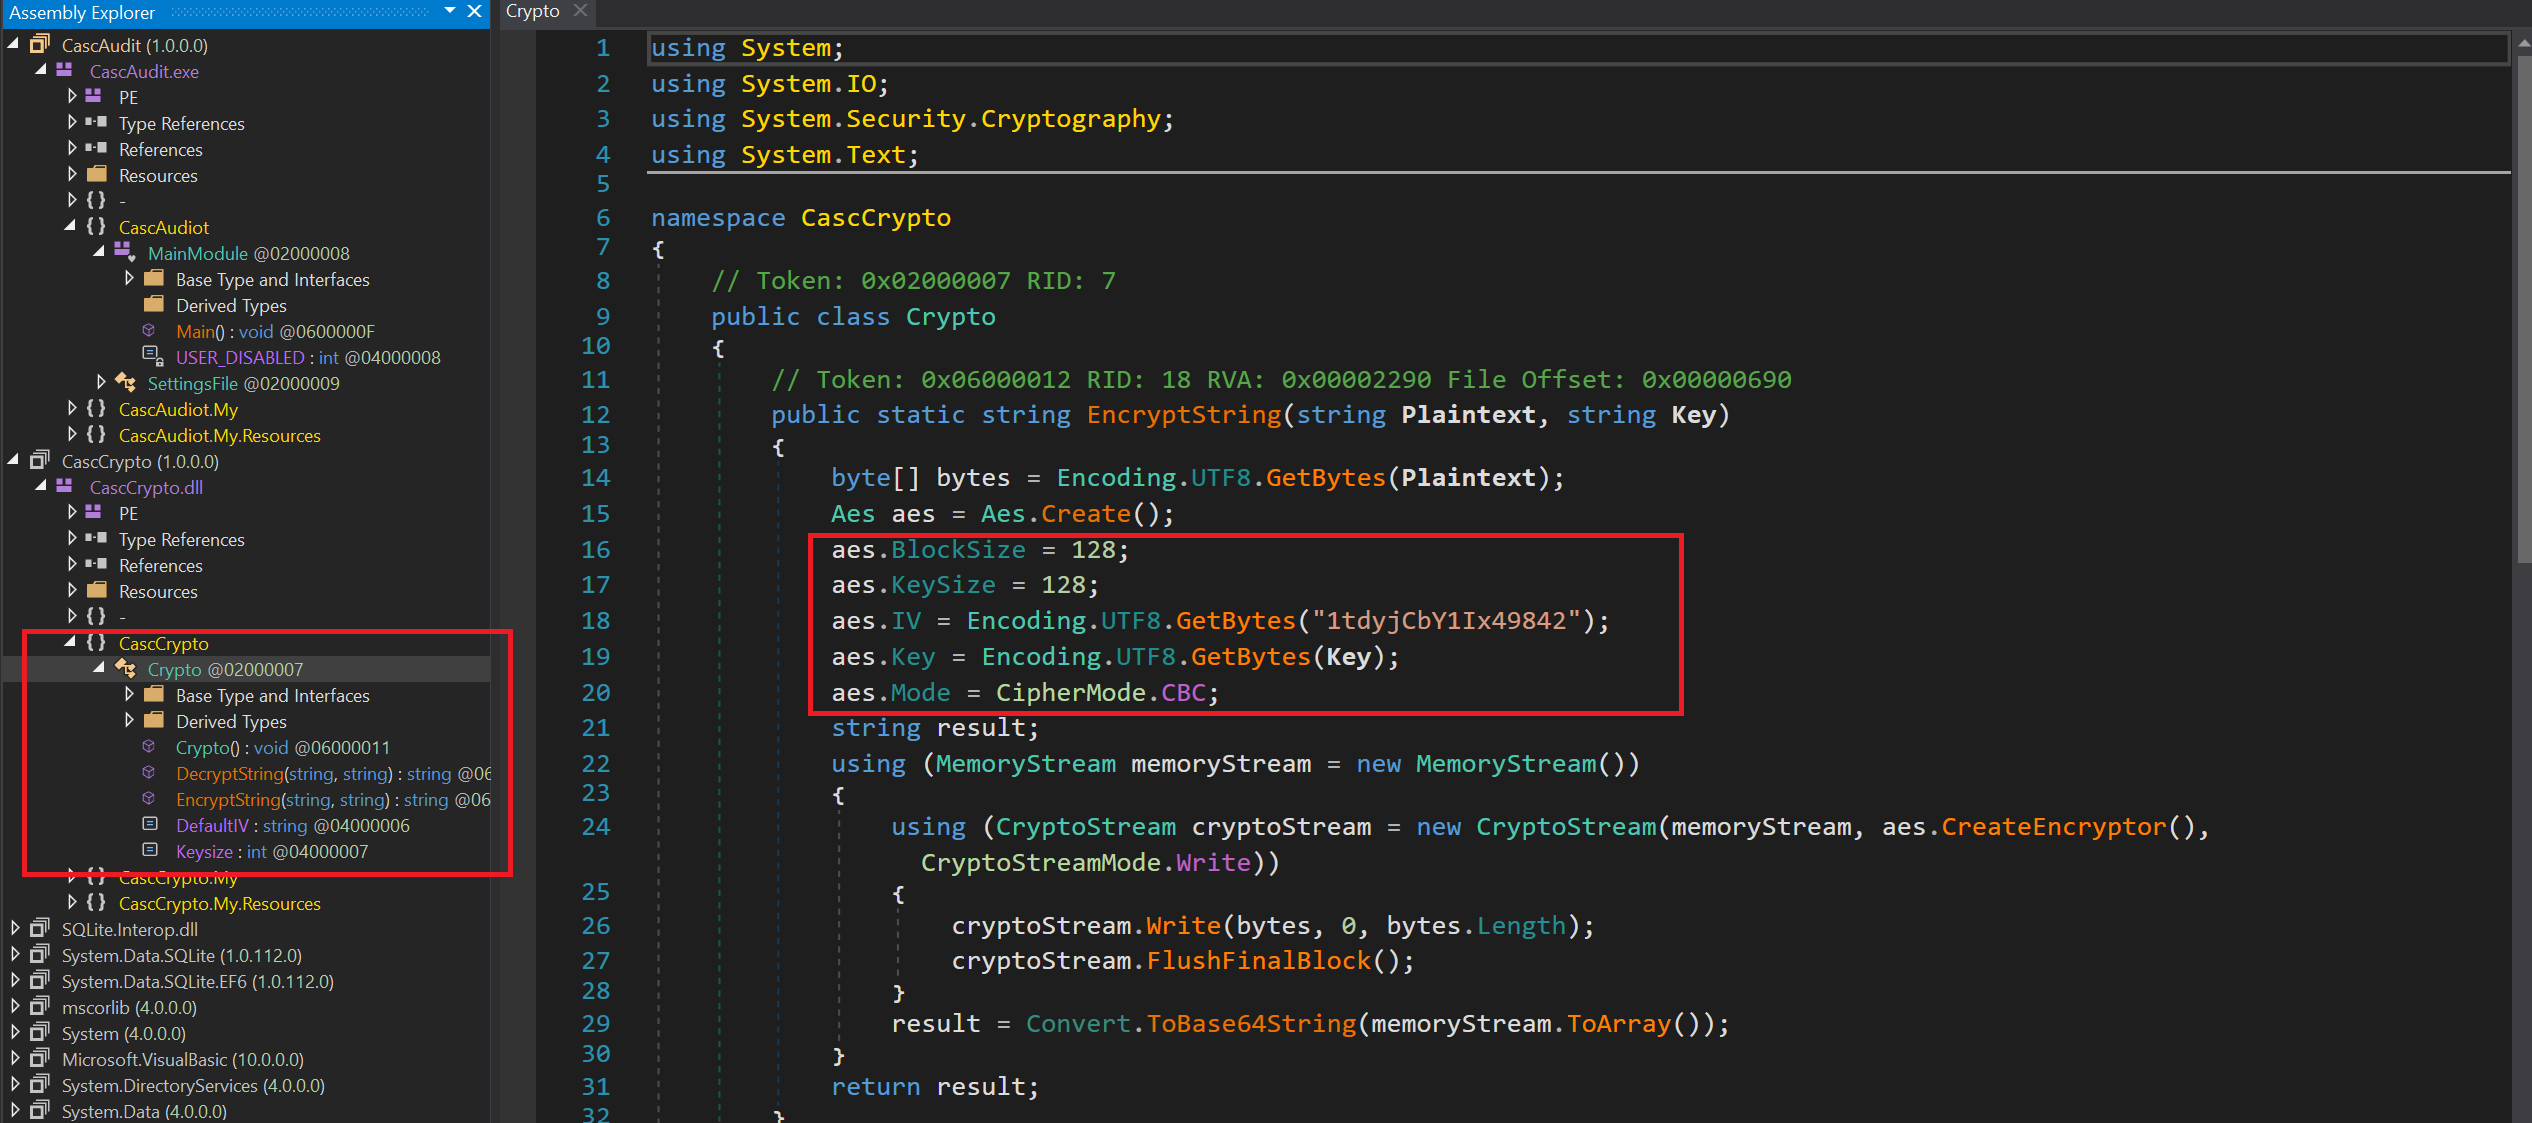 Assembly Explorer
CascAudit (1.0.0.0)
CascAudit.exe
PE
Type References
References
Resources
{ } -
{ } CascAudiot
MainModule @02000008
Base Type and Interfaces
Derived Types
Main() : void @0600000F
USER_DISABLED : int @04000008
SettingsFile @02000009
{ } CascAudiot.My
{ } CascAudiot.My.Resources
CascCrypto (1.0.0.0)
CascCrypto.dll
PE
Type References
References
Resources
{ } -
{ } CascCrypto
Crypto @02000007
Base Type and Interfaces
Derived Types
Crypto() : void @06000011
DecryptString(string, string) : string @06
EncryptString(string, string) : string @06
DefaultIV : string @04000006
Keysize : int @04000007
{ } CascCrypto.My
{ } CascCrypto.My.Resources
SQLite.Interop.dll
System.Data.SQLite (1.0.112.0)
System.Data.SQLite.EF6 (1.0.112.0)
mscorlib (4.0.0.0)
System (4.0.0.0)
Microsoft.VisualBasic (10.0.0.0)
System.DirectoryServices (4.0.0.0)
System.Data (4.0.0.0)
Crypto
1 using System;
2 using System.IO;
3 using System.Security.Cryptography;
4 using System.Text;
5
6 namespace CascCrypto
7 {
8 // Token: 0x02000007 RID: 7
9 public class Crypto
10 {
11 // Token: 0x06000012 RID: 18 RVA: 0x00002290 File Offset: 0x00000690
12 public static string EncryptString(string Plaintext, string Key)
13 {
14 byte[] bytes = Encoding.UTF8.GetBytes(Plaintext);
15 Aes aes = Aes.Create();
16 aes.BlockSize = 128;
17 aes.KeySize = 128;
18 aes.IV = Encoding.UTF8.GetBytes("1tdyjCbY1Ix49842");
19 aes.Key = Encoding.UTF8.GetBytes(Key);
20 aes.Mode = CipherMode.CBC;
21 string result;
22 using (MemoryStream memoryStream = new MemoryStream())
23 {
24 using (CryptoStream cryptoStream = new CryptoStream(memoryStream, aes.CreateEncryptor(),
CryptoStreamMode.Write))
25 {
26 cryptoStream.Write(bytes, 0, bytes.Length);
27 cryptoStream.FlushFinalBlock();
28 }
29 result = Convert.ToBase64String(memoryStream.ToArray());
30 }
31 return result;
32 }